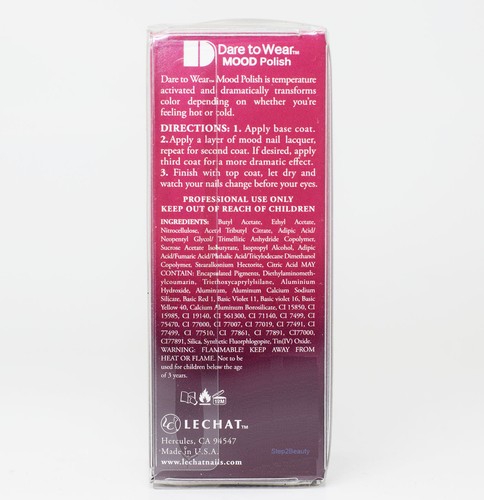 Dare to Wear™
MOOD Polish
Dare to Wear™ Mood Polish is temperature
activated and dramatically transforms
color depending on whether you're
feeling hot or cold.
DIRECTIONS: 1. Apply base coat.
2. Apply a layer of mood nail lacquer,
repeat for second coat. If desired, apply
third coat for a more dramatic effect.
3. Finish with top coat, let dry and
watch your nails change before your eyes.
PROFESSIONAL USE ONLY
KEEP OUT OF REACH OF CHILDREN
INGREDIENTS: Butyl Acetate, Ethyl Acetate,
Nitrocellulose, Acetyl Tributyl Citrate, Adipic Acid/
Neopentyl Glycol/ Trimellitic Anhydride Copolymer,
Sucrose Acetate Isobutyrate, Isopropyl Alcohol, Adipic
Acid/Fumaric Acid/Phthalic Acid/Tricyclodecane Dimethanol
Copolymer, Stearalkonium Hectorite, Citric Acid MAY
CONTAIN: Encapsulated Pigments, Diethylaminometh-
ylcoumarin, Triethoxycaprylylsilane, Aluminium
Hydroxide, Aluminum, Aluminum Calcium Sodium
Silicate, Basic Red 1, Basic Violet 11, Basic violet 16, Basic
Yellow 40, Calcium Aluminum Borosilicate, CI 15850, CI
15985, CI 19140, CI 561300, CI 71140, CI 7499, CI
75470, CI 77000, CI 77007, CI 77019, CI 77491, CI
77499, CI 77510, CI 77861, CI 77891, CI 77000,
CI77891, Silica, Synthetic Fluorphlogopite, Tin(IV) Oxide.
WARNING: FLAMMABLE! KEEP AWAY FROM
HEAT OR FLAME. Not to be
used for children below the age
of 3 years.
12M
LECHAT™
Hercules, CA 94547
Made in U.S.A.
www.lechatnails.com
Step2Beauty